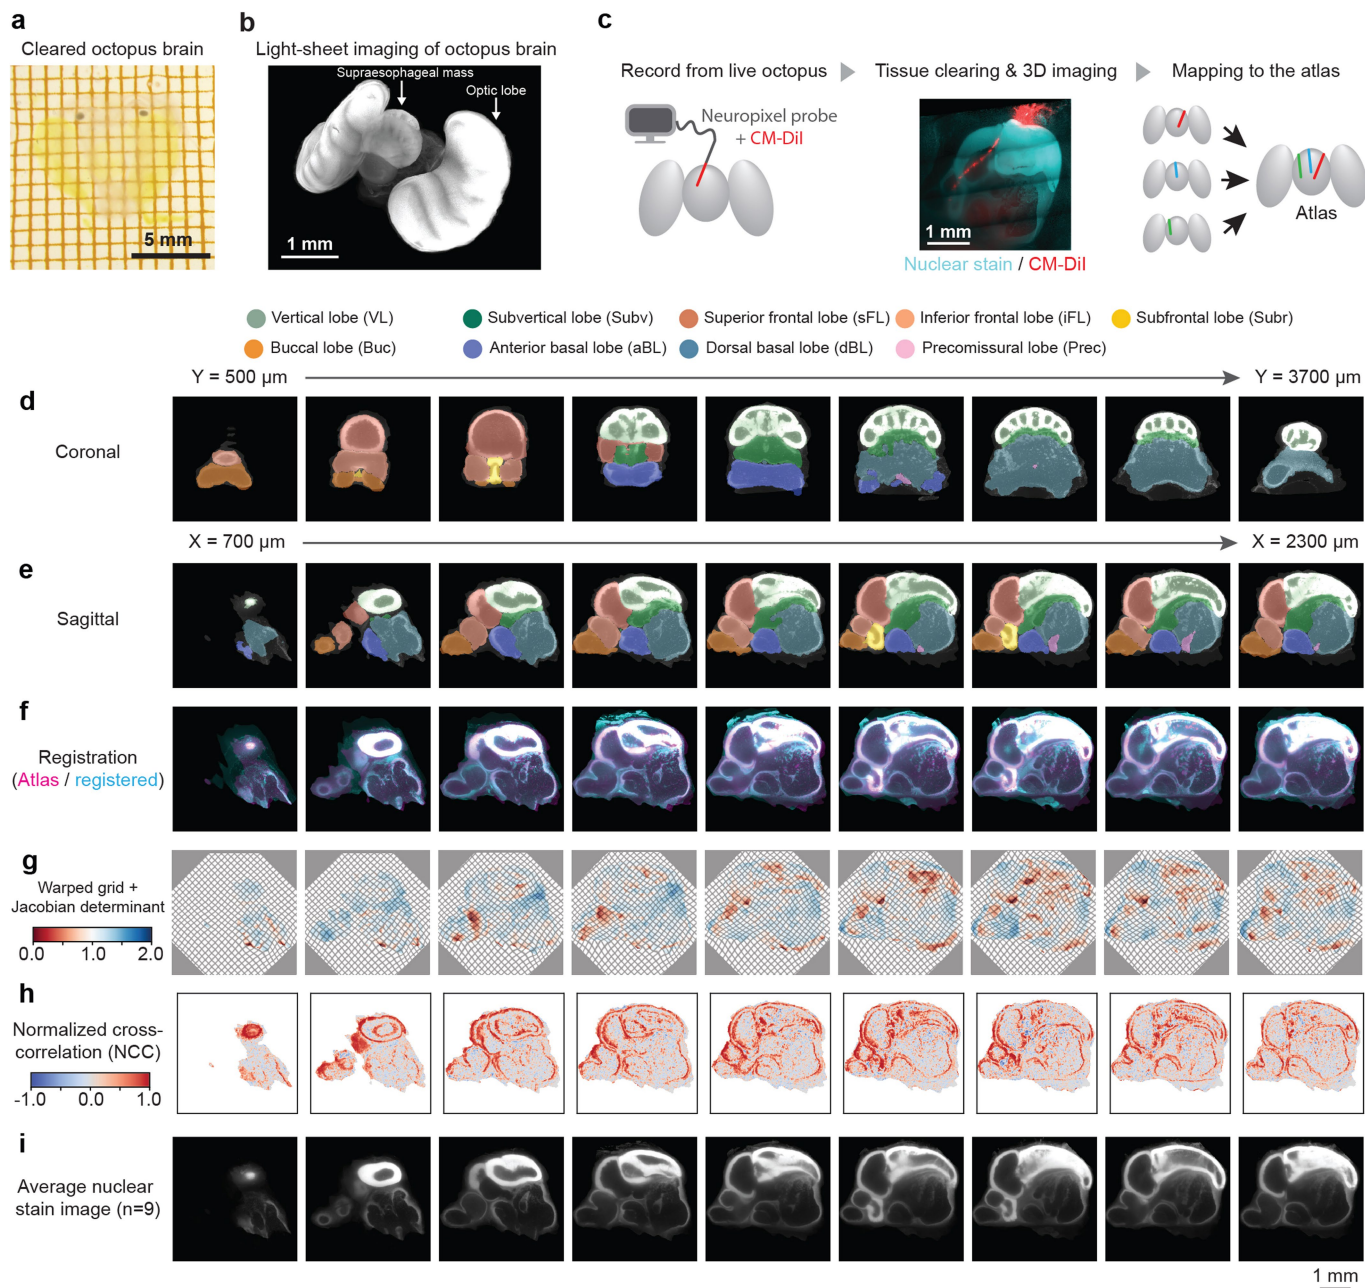 a
Cleared octopus brain
5 mm
b
Light-sheet imaging of octopus brain
Supraesophageal mass
Optic lobe
1 mm
c
Record from live octopus
Tissue clearing & 3D imaging
Mapping to the atlas
Neuropixel probe
+ CM-DiI
1 mm
Nuclear stain / CM-DiI
Atlas
Vertical lobe (VL)
Subvertical lobe (Subv)
Superior frontal lobe (sFL)
Inferior frontal lobe (iFL)
Subfrontal lobe (Subr)
Buccal lobe (Buc)
Anterior basal lobe (aBL)
Dorsal basal lobe (dBL)
Precomissural lobe (Prec)
Y = 500 µm
Y = 3700 µm
d
Coronal
X = 700 µm
X = 2300 µm
e
Sagittal
f
Registration
(Atlas / registered)
g
Warped grid +
Jacobian determinant
0.0 1.0 2.0
h
Normalized cross-
correlation (NCC)
-1.0 0.0 1.0
i
Average nuclear
stain image (n=9)
1 mm